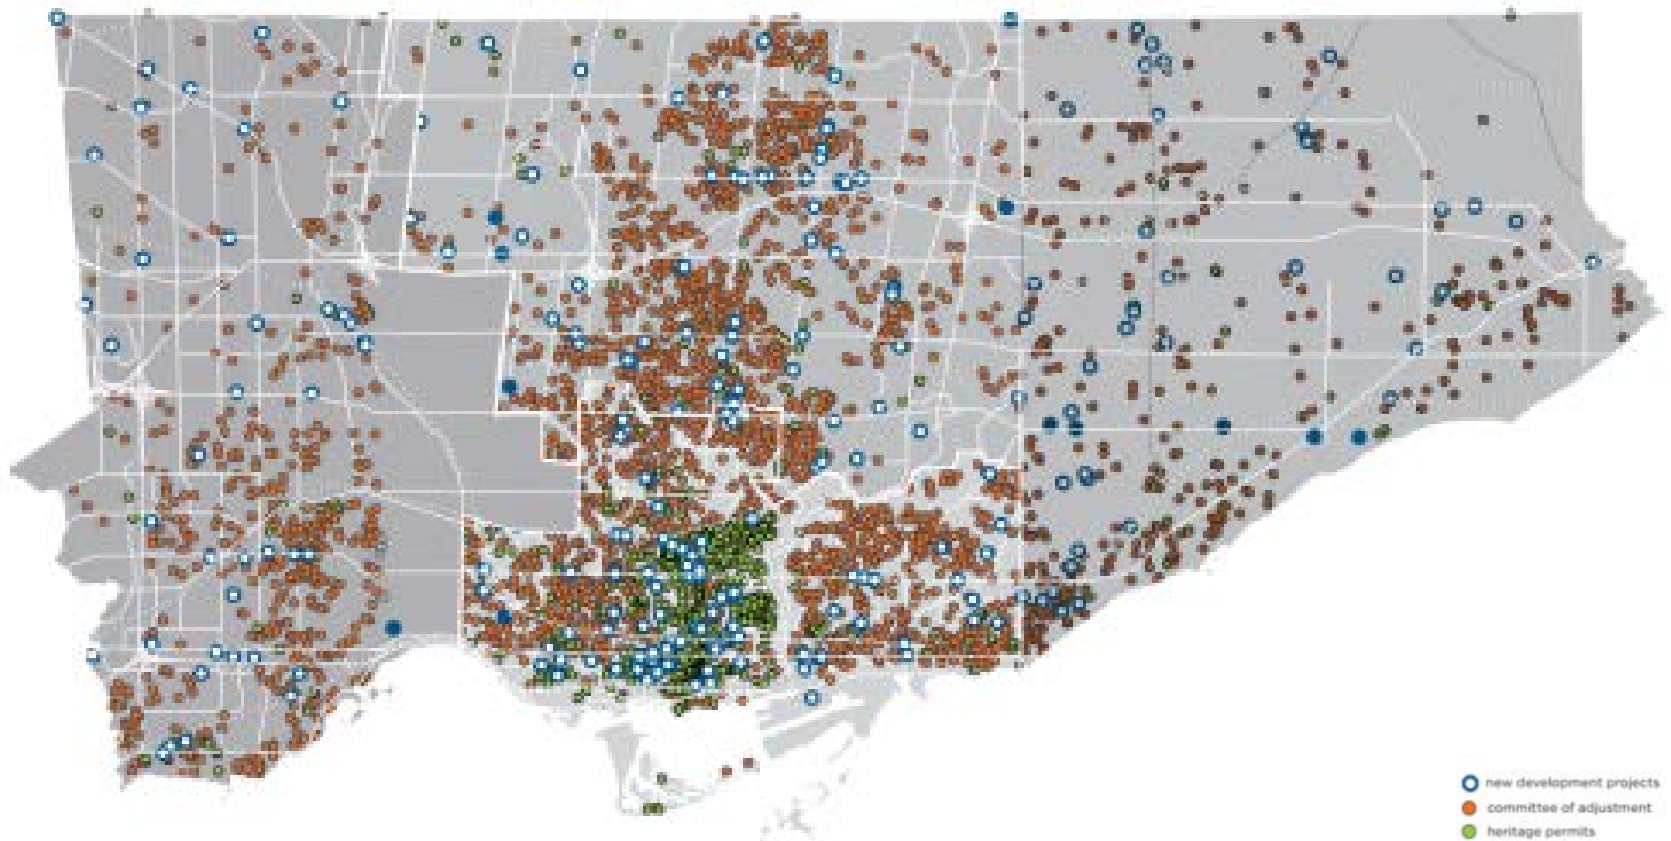 new development projects
committee of adjustment
heritage permits